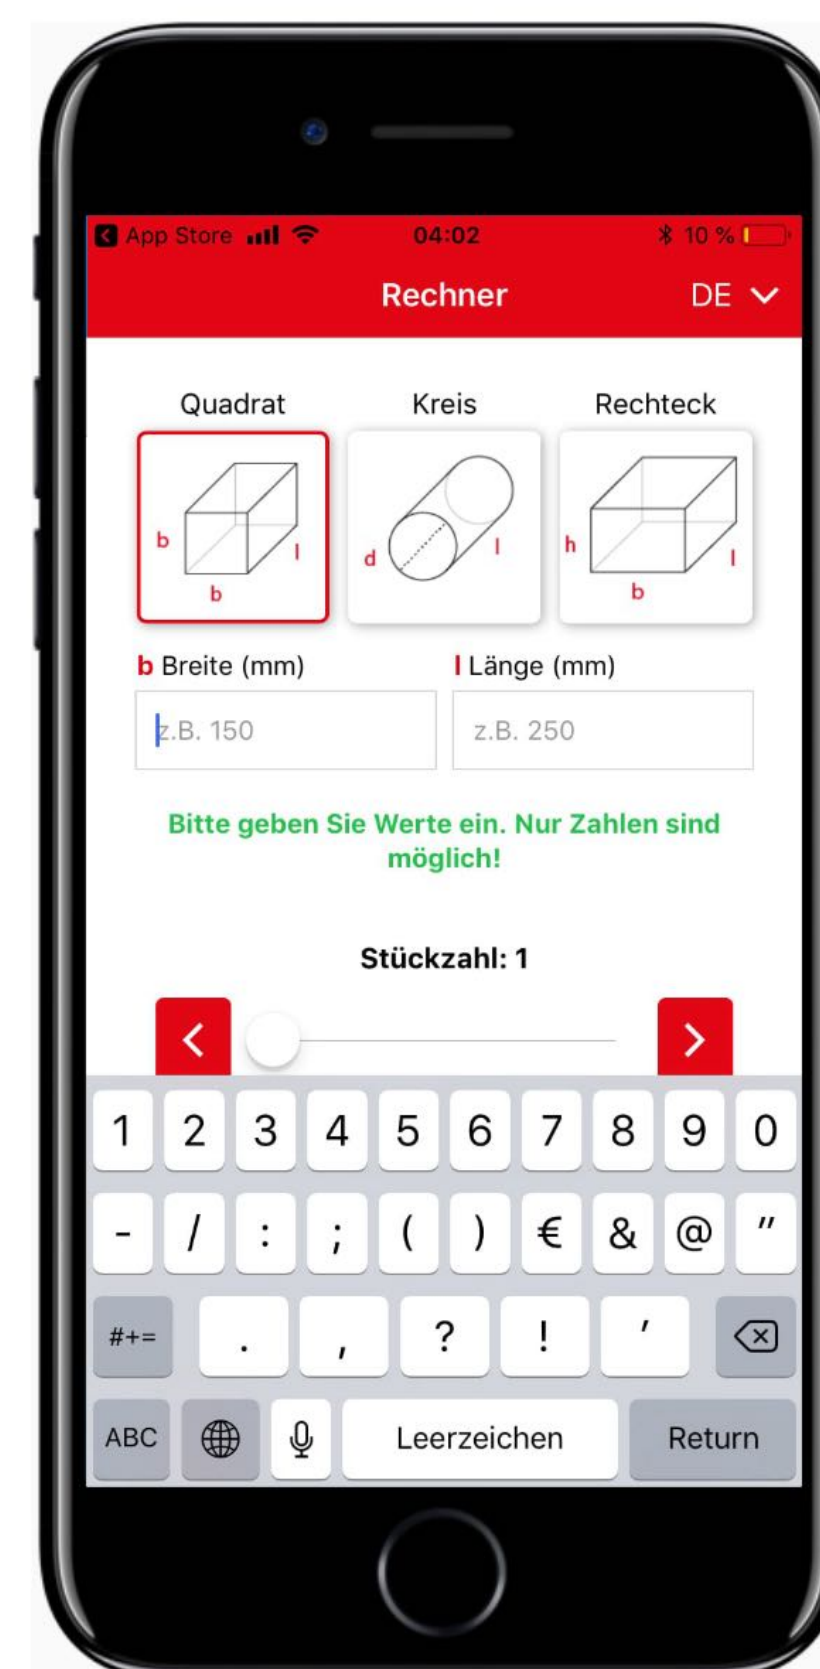 App Store 04:02 10 %
Rechner DE
Quadrat Kreis Rechteck
b l d l h l
b b
b Breite (mm) l Länge (mm)
z.B. 150 z.B. 250
Bitte geben Sie Werte ein. Nur Zahlen sind
möglich!
Stückzahl: 1
1 2 3 4 5 6 7 8 9 0
- / : ; ( ) € & @ "
#+= . , ? ! '
ABC Leerzeichen Return